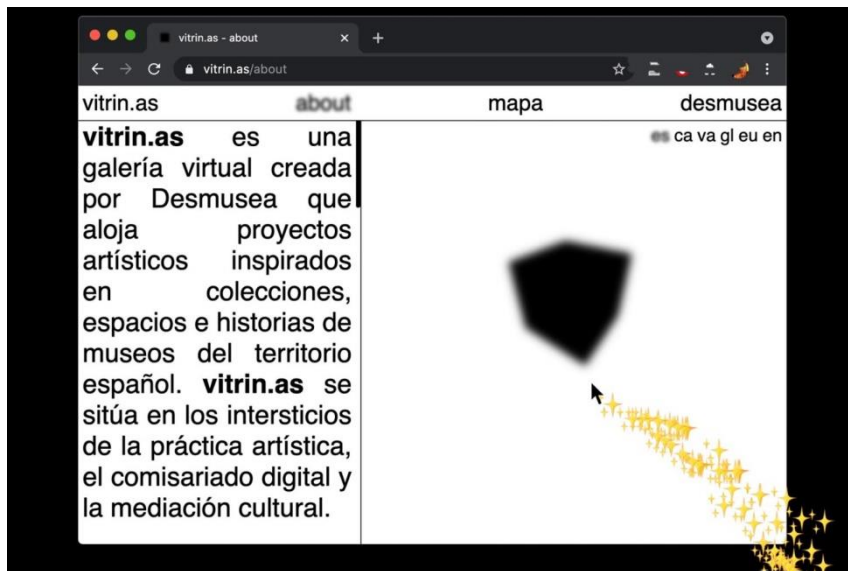 vitrin.as - about
vitrin.as/about
vitrin.as about mapa desmusea
es ca va gl eu en
vitrin.as es una
galería virtual creada
por Desmusea que
aloja proyectos
artísticos inspirados
en colecciones,
espacios e historias de
museos del territorio
español. vitrin.as se
sitúa en los intersticios
de la práctica artística,
el comisariado digital y
la mediación cultural.